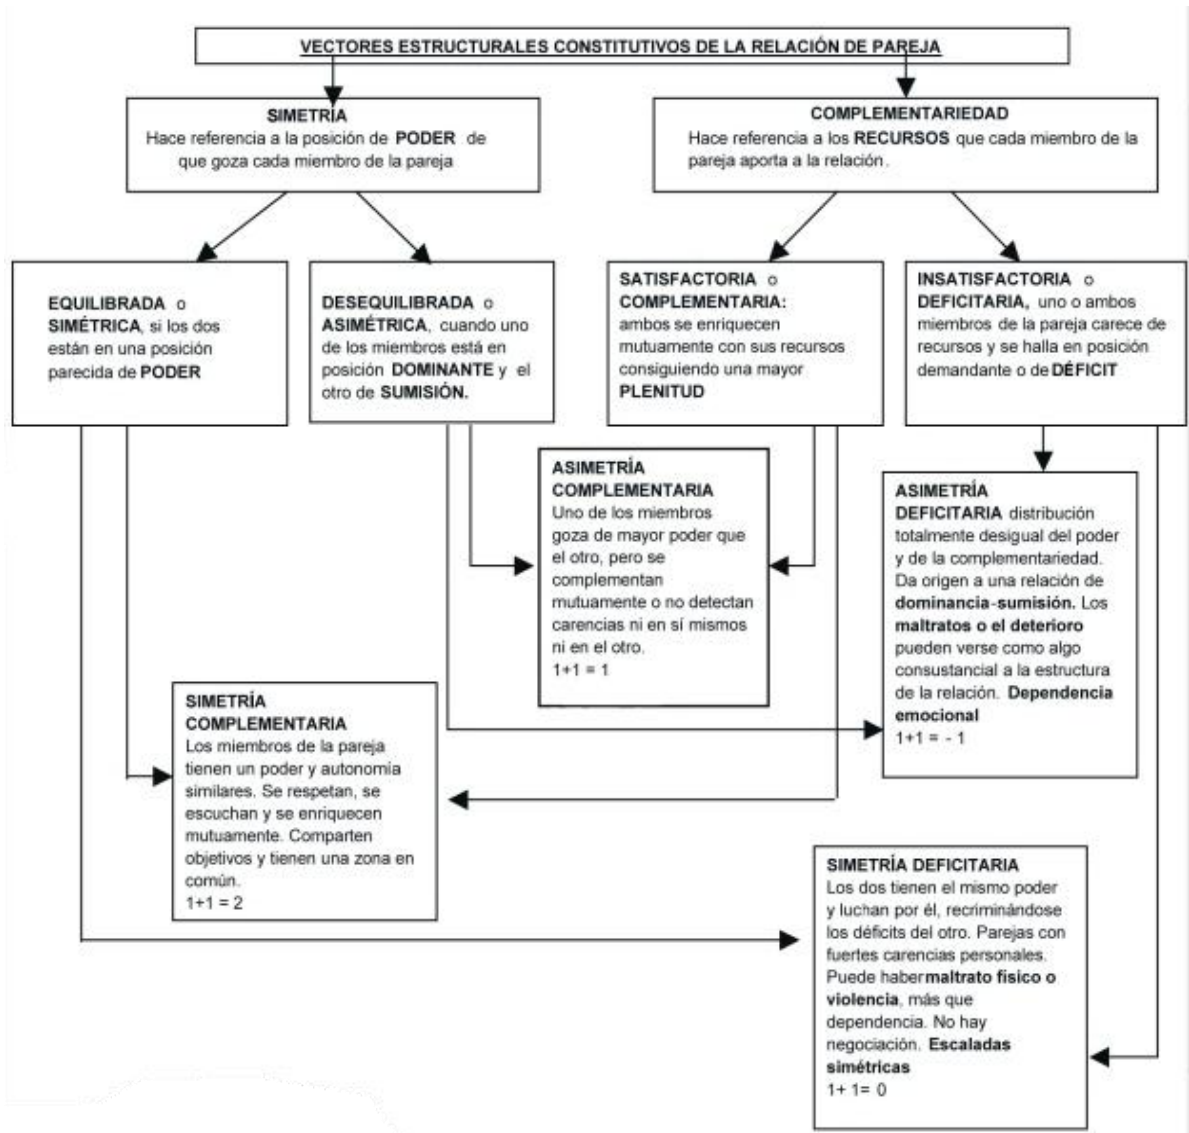 VECTORES ESTRUCTURALES CONSTITUTIVOS DE LA RELACIÓN DE PAREJA
SIMETRÍA
Hace referencia a la posición de PODER de
que goza cada miembro de la pareja
COMPLEMENTARIEDAD
Hace referencia a los RECURSOS que cada miembro de la
pareja aporta a la relación.
EQUILIBRADA o
SIMÉTRICA, si los dos
están en una posición
parecida de PODER
DESEQUILIBRADA o
ASIMÉTRICA, cuando uno
de los miembros está en
posición DOMINANTE y el
otro de SUMISIÓN.
SATISFACTORIA o
COMPLEMENTARIA:
ambos se enriquecen
mutuamente con sus recursos
consiguiendo una mayor
PLENITUD
INSATISFACTORIA o
DEFICITARIA, uno o ambos
miembros de la pareja carece de
recursos y se halla en posición
demandante o de DÉFICIT
ASIMETRÍA
COMPLEMENTARIA
Uno de los miembros
goza de mayor poder que
el otro, pero se
complementan
mutuamente o no detectan
carencias ni en sí mismos
ni en el otro.
1+1 = 1
ASIMETRÍA
DEFICITARIA distribución
totalmente desigual del poder
y de la complementariedad.
Da origen a una relación de
dominancia-sumisión. Los
maltratos o el deterioro
pueden verse como algo
consustancial a la estructura
de la relación. Dependencia
emocional
1+1 = - 1
SIMETRÍA
COMPLEMENTARIA
Los miembros de la pareja
tienen un poder y autonomía
similares. Se respetan, se
escuchan y se enriquecen
mutuamente. Comparten
objetivos y tienen una zona en
común.
1+1 = 2
SIMETRÍA DEFICITARIA
Los dos tienen el mismo poder
y luchan por él, recriminándose
los déficits del otro. Parejas con
fuertes carencias personales.
Puede haber maltrato físico o
violencia, más que
dependencia. No hay
negociación. Escaladas
simétricas
1+ 1= 0